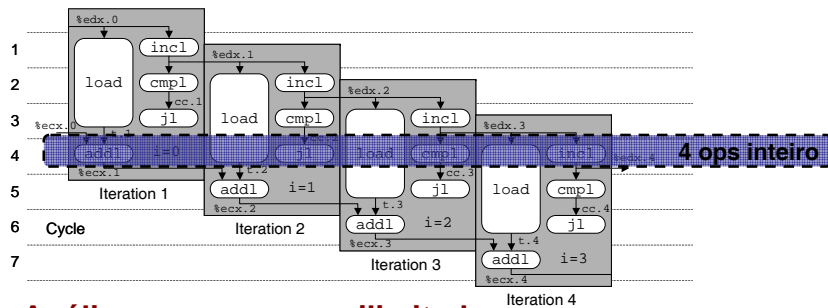 %edx.0
1
incl
%edx.1
load
cmpl
cc.1
2
incl
%edx.2
jl
load
cmpl
3
incl
%edx.3
%ecx.0
t.1
addl
i=0
jl
load
cmpl
incl
4 ops inteiro
4
%edx.4
%ecx.1
t.2
cc.3
addl
i=1
jl
load
cmpl
5
Iteration 1
%ecx.2
t.3
cc.4
6
Cycle
addl
i=2
jl
Iteration 2
%ecx.3
t.4
7
addl
i=3
Iteration 3
%ecx.4
Iteration 4